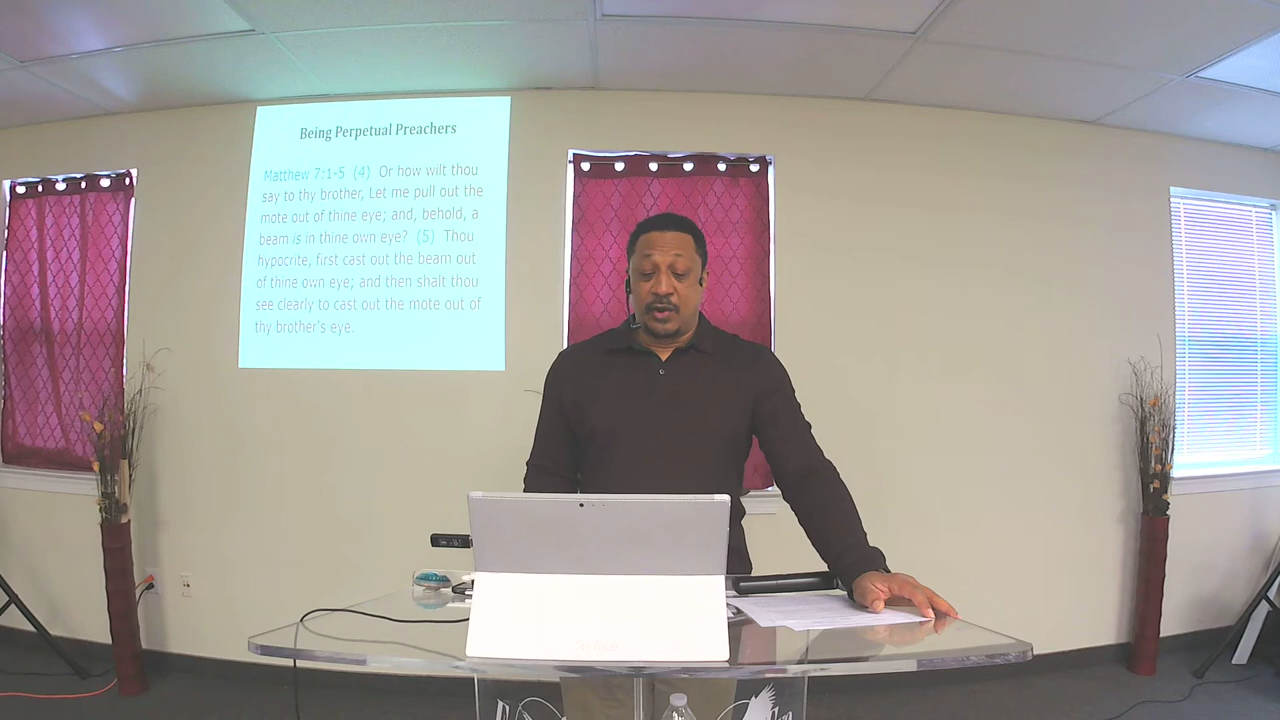 Being Perpetual Preachers
Matthew 7:1-5 (4) Or how wilt thou
say to thy brother, Let me pull out the
mote out of thine eye; and, behold, a
beam is in thine own eye? (5) Thou
hypocrite, first cast out the beam out
of thine own eye; and then shalt thou
see clearly to cast out the mote out of
thy brother's eye.